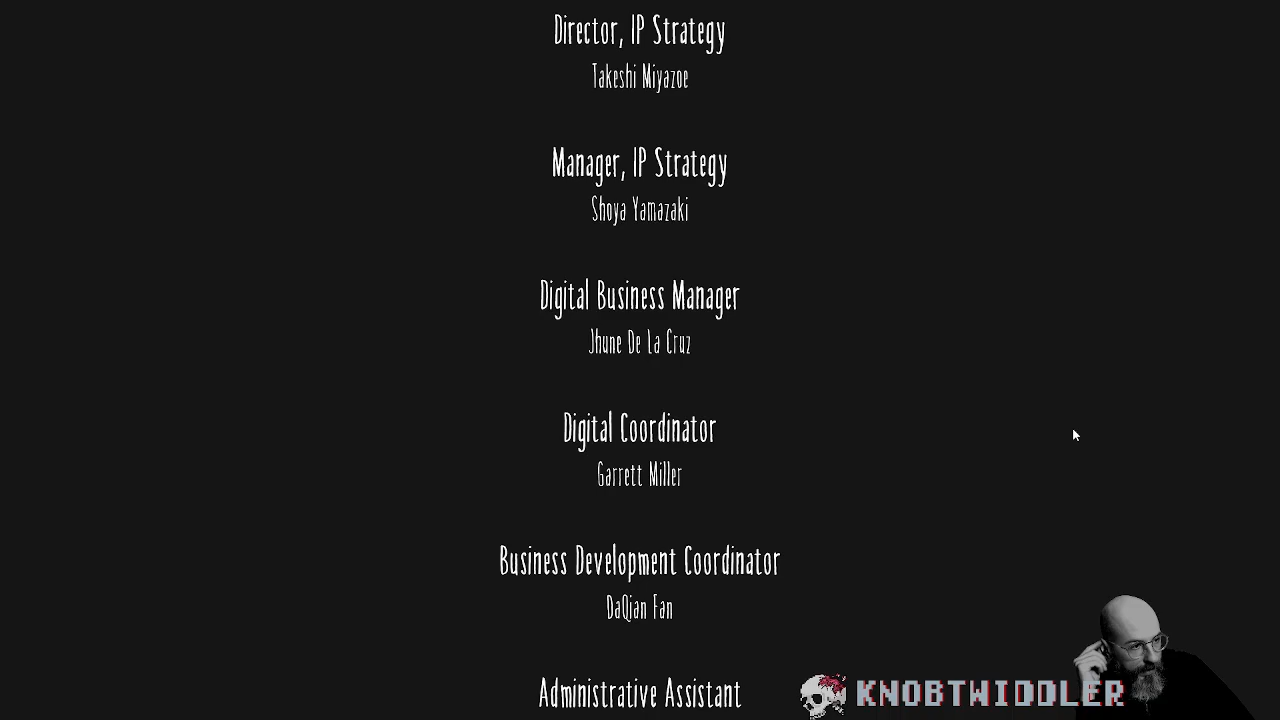 Director, IP Strategy
Takeshi Miyazoe
Manager, IP Strategy
Shoya Yamazaki
Digital Business Manager
Jhune De La Cruz
Digital Coordinator
Garrett Miller
Business Development Coordinator
DaQian Fan
Administrative Assistant
KNOBTWIDDLER